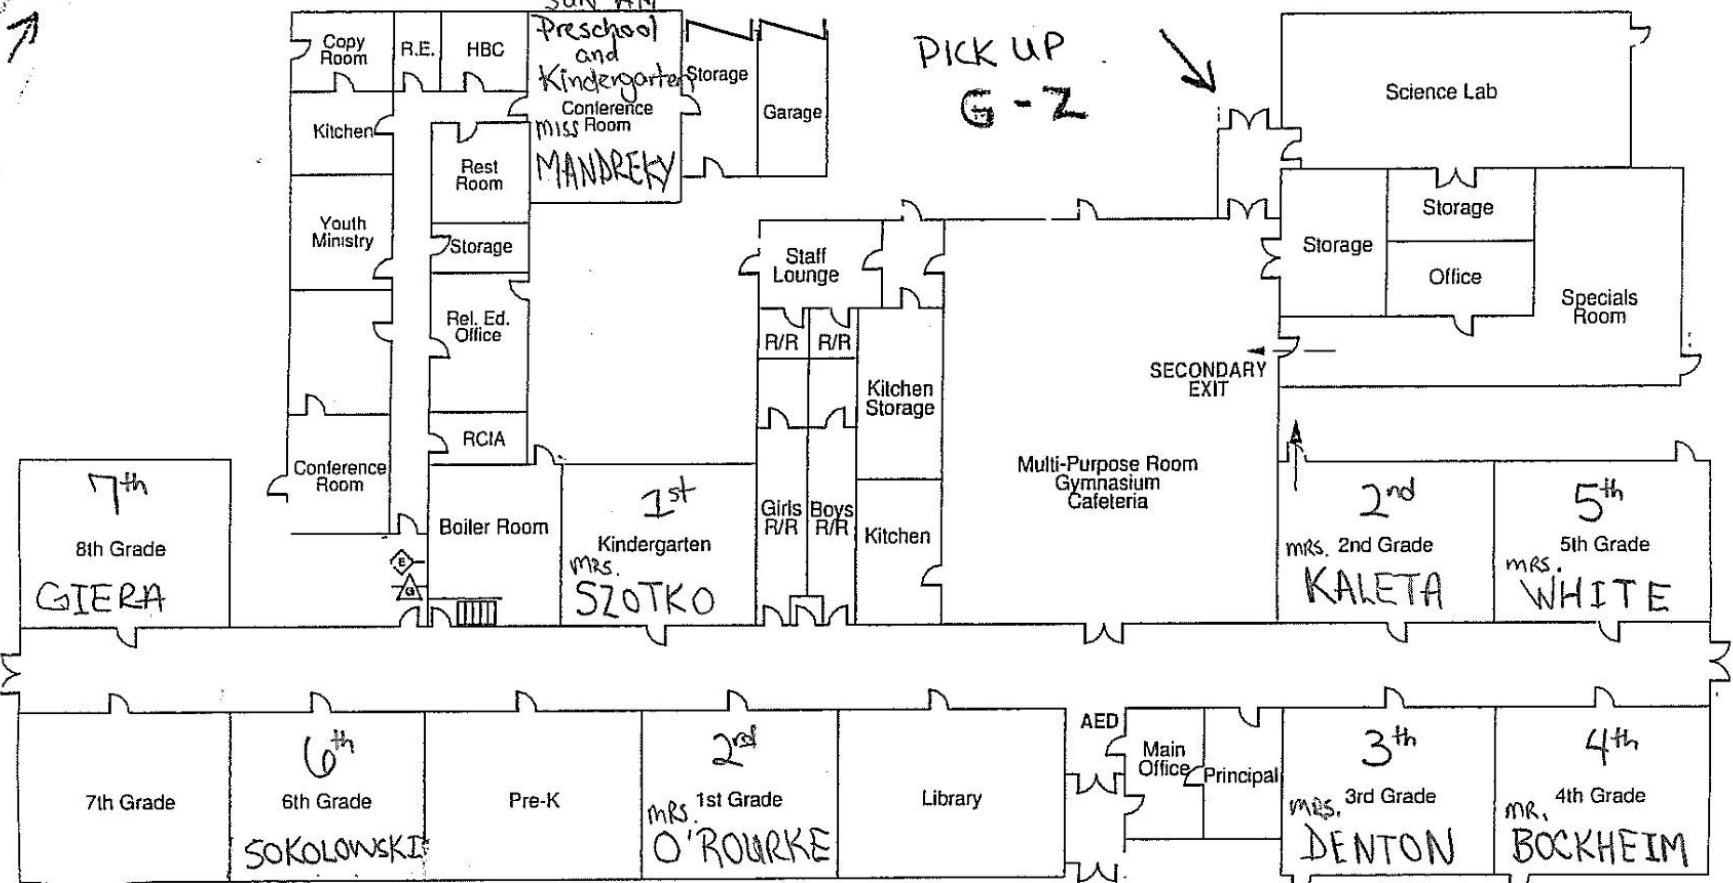 SUN AM
Preschool
and
Kindergarten
Conference
Room
miss
MANDREKY
Copy
Room
R.E.
HBC
Storage
Garage
PICK UP
G-Z
Science Lab
Kitchen
Rest
Room
Youth
Ministry
Storage
Rel. Ed.
Office
RCIA
Conference
Room
Staff
Lounge
R/R
R/R
Kitchen
Storage
Girls
R/R
Boys
R/R
Kitchen
Storage
Storage
Office
Specials
Room
SECONDARY
EXIT
Multi-Purpose Room
Gymnasium
Cafeteria
7th
8th Grade
GIERA
E
G
Boiler Room
1st
Kindergarten
MRS.
SZOTKO
2nd
MRS. 2nd Grade
KALETA
5th
5th Grade
MRS.
WHITE
7th Grade
6th
6th Grade
SOKOLOWSKI
Pre-K
2nd
MRS. 1st Grade
O'ROURKE
Library
AED
Main
Office
Principal
3th
MRS. 3rd Grade
DENTON
4th
4th Grade
MR.
BOCKHEIM